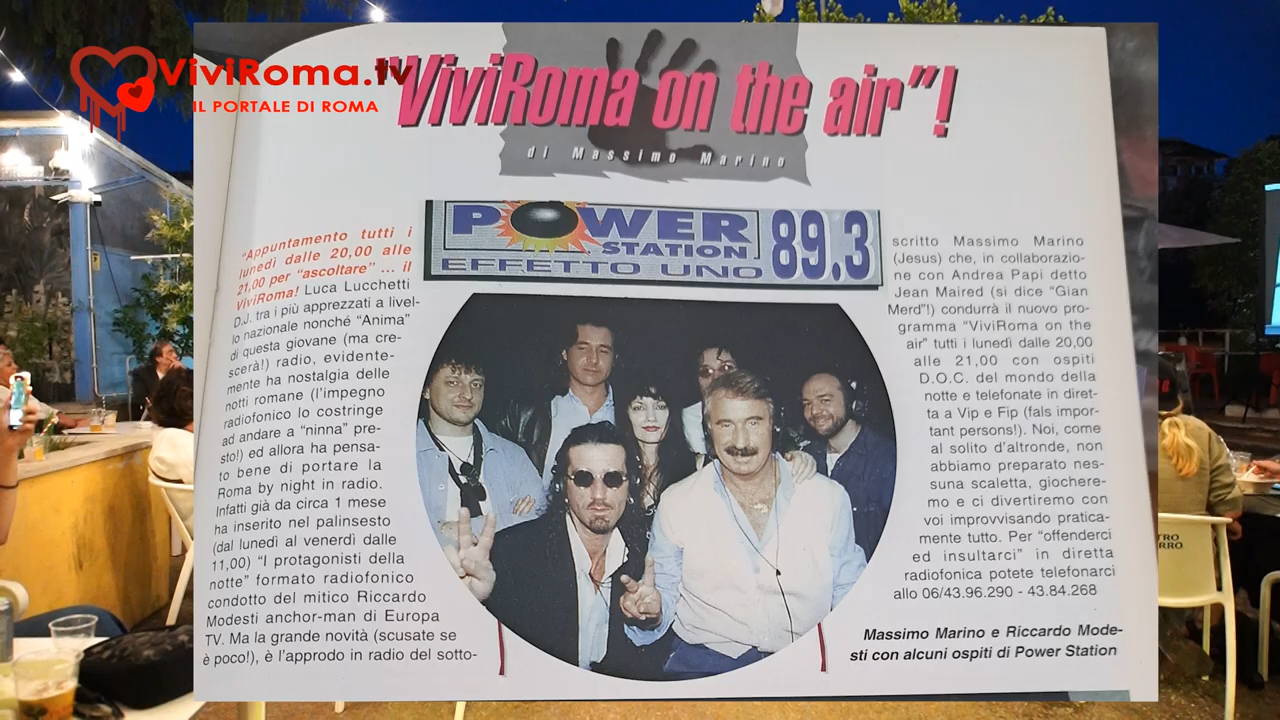 ViviRoma.tv
IL PORTALE DI ROMA
"ViviRoma on the air"!
di Massimo Marino
POWER
STATION
EFFETTO UNO
89.3
"Appuntamento tutti i
lunedì dalle 20,00 alle
21,00 per "ascoltare" ... il
ViviRoma! Luca Lucchetti
D.J. tra i più apprezzati a livel-
lo nazionale nonché "Anima"
di questa giovane (ma cre-
scerà!) radio, evidente-
mente ha nostalgia delle
notti romane (l'impegno
radiofonico lo costringe
ad andare a "ninna" pre-
sto!) ed allora ha pensa-
to bene di portare la
Roma by night in radio.
Infatti già da circa 1 mese
ha inserito nel palinsesto
(dal lunedì al venerdì dalle
11,00) "I protagonisti della
notte" formato radiofonico
condotto del mitico Riccardo
Modesti anchor-man di Europa
TV. Ma la grande novità (scusate se
è poco!), è l'approdo in radio del sotto-
scritto Massimo Marino
(Jesus) che, in collaborazio-
ne con Andrea Papi detto
Jean Maired (si dice "Gian
Merd"!) condurrà il nuovo pro-
gramma "ViviRoma on the
air" tutti i lunedì dalle 20,00
alle 21,00 con ospiti
D.O.C. del mondo della
notte e telefonate in diret-
ta a Vip e Fip (fals impor-
tant persons!). Noi, come
al solito d'altronde, non
abbiamo preparato nes-
suna scaletta, giochere-
mo e ci divertiremo con
voi improvvisando pratica-
mente tutto. Per "offenderci
ed insultarci" in diretta
radiofonica potete telefonarci
allo 06/43.96.290 - 43.84.268
Massimo Marino e Riccardo Mode-
sti con alcuni ospiti di Power Station